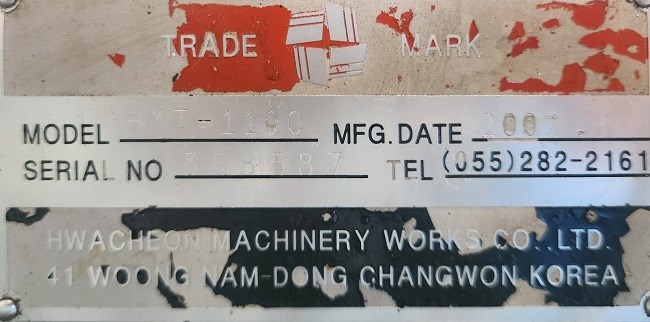 TRADE MARK
MODEL MFG. DATE
SERIAL NO TEL (055)282-2161
HWACHEON MACHINERY WORKS CO.,LTD.
41 WOONG NAM-DONG CHANGWON KOREA